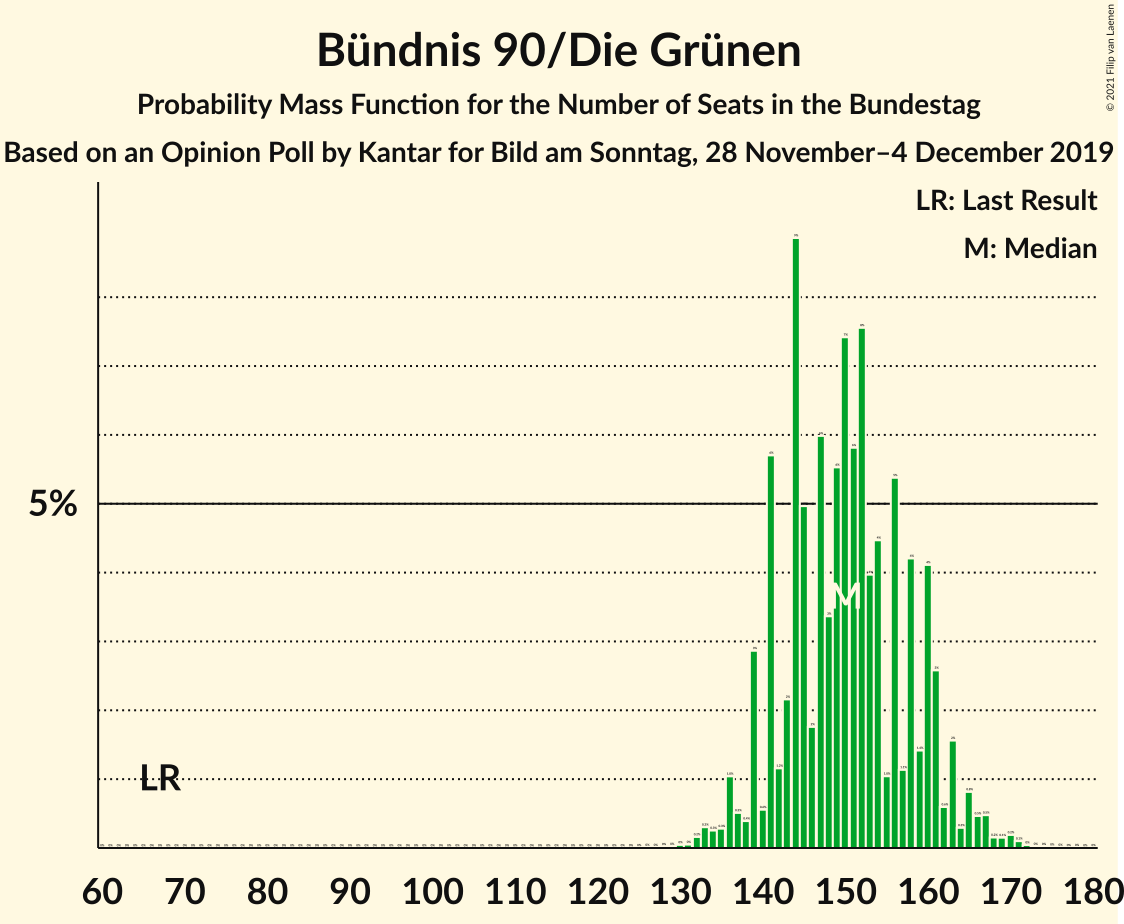 Bündnis 90/Die Grünen
Probability Mass Function for the Number of Seats in the Bundestag
Based on an Opinion Poll by Kantar for Bild am Sonntag, 28 November–4 December 2019
© 2021 Filip van Laenen
LR: Last Result
M: Median
5%
LR
M
60 70 80 90 100 110 120 130 140 150 160 170 180